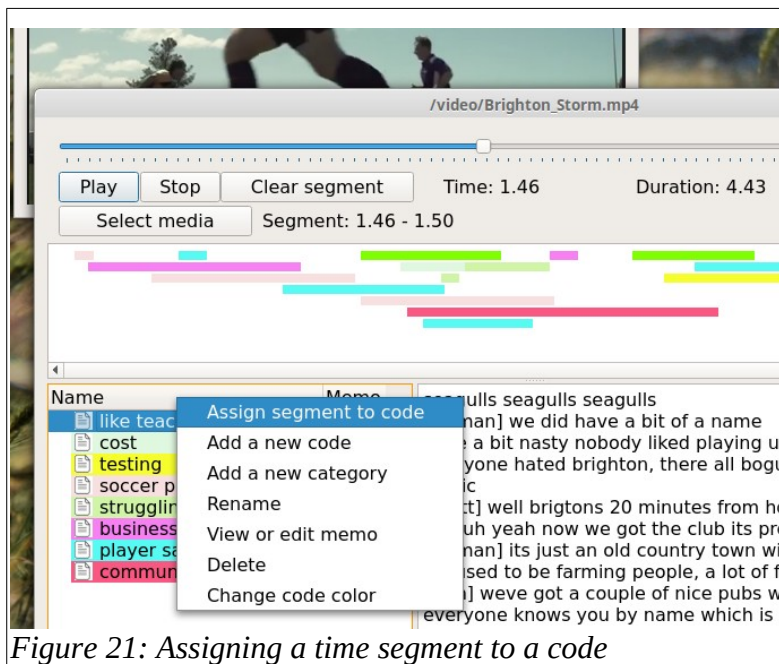 /video/Brighton_Storm.mp4
Play Stop Clear segment Time: 1.46 Duration: 4.43
Select media Segment: 1.46 - 1.50
Name Memo
seagulls seagulls seagulls
like teac
man] we did have a bit of a name
cost
a bit nasty nobody liked playing u
testing
yone hated brighton, there all bogu
soccer p
ic
strugglin
tt] well brigtons 20 minutes from ho
business
uh yeah now we got the club its pr
player sa
man] its just an old country town wi
commun
used to be farming people, a lot of f
] weve got a couple of nice pubs w
everyone knows you by name which is
Assign segment to code
Add a new code
Add a new category
Rename
View or edit memo
Delete
Change code color
Figure 21: Assigning a time segment to a code